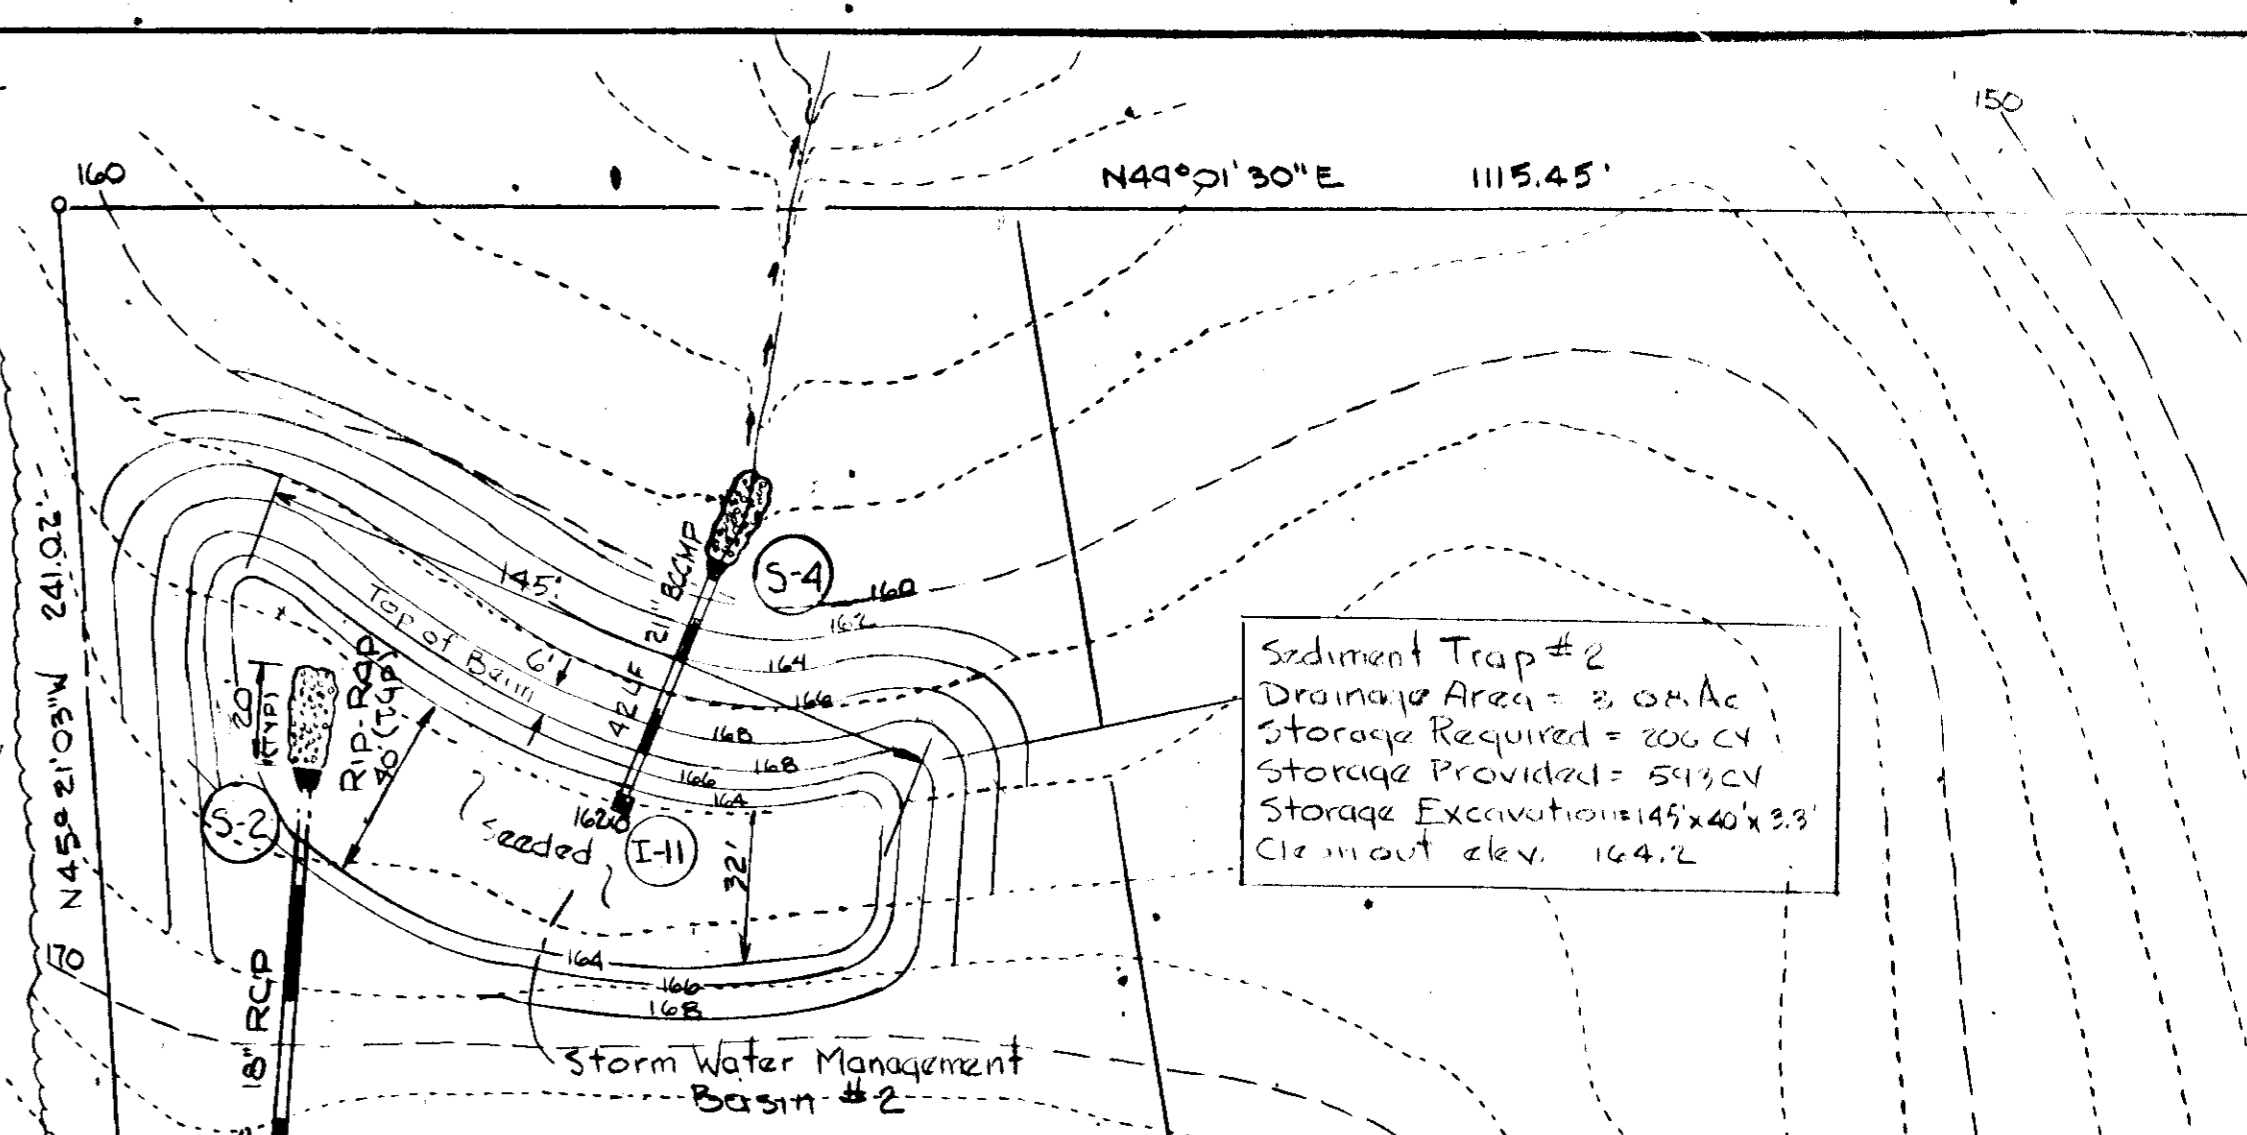 150
160
N49°01'30"E 1115.45'
N45°21'03"W 241.02'
70
145'
Top of Berm
6'
21" BCCMP
42 LF
S-4
160
162
164
166
168
168
166
164
162.0
I-11
20'
(TYP)
RIP-RAP
(TYP)
40'
S-2
seeded
32'
18" RCP
164
166
168
Storm Water Management
Basin #2
Sediment Trap #2
Drainage Area = 3. Ac
Storage Required = 206 CY
Storage Provided = 593 CY
Storage Excavation: 145'x40'x3.3'
Cleanout elev. 164.2